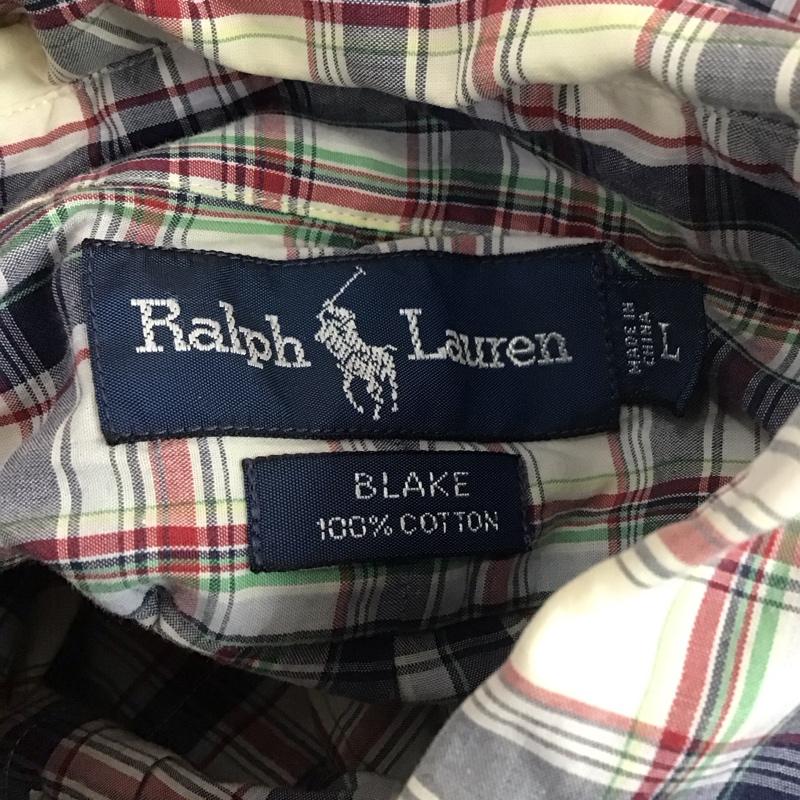 Ralph Lauren
MADE IN
CHINA
L
BLAKE
100% COTTON